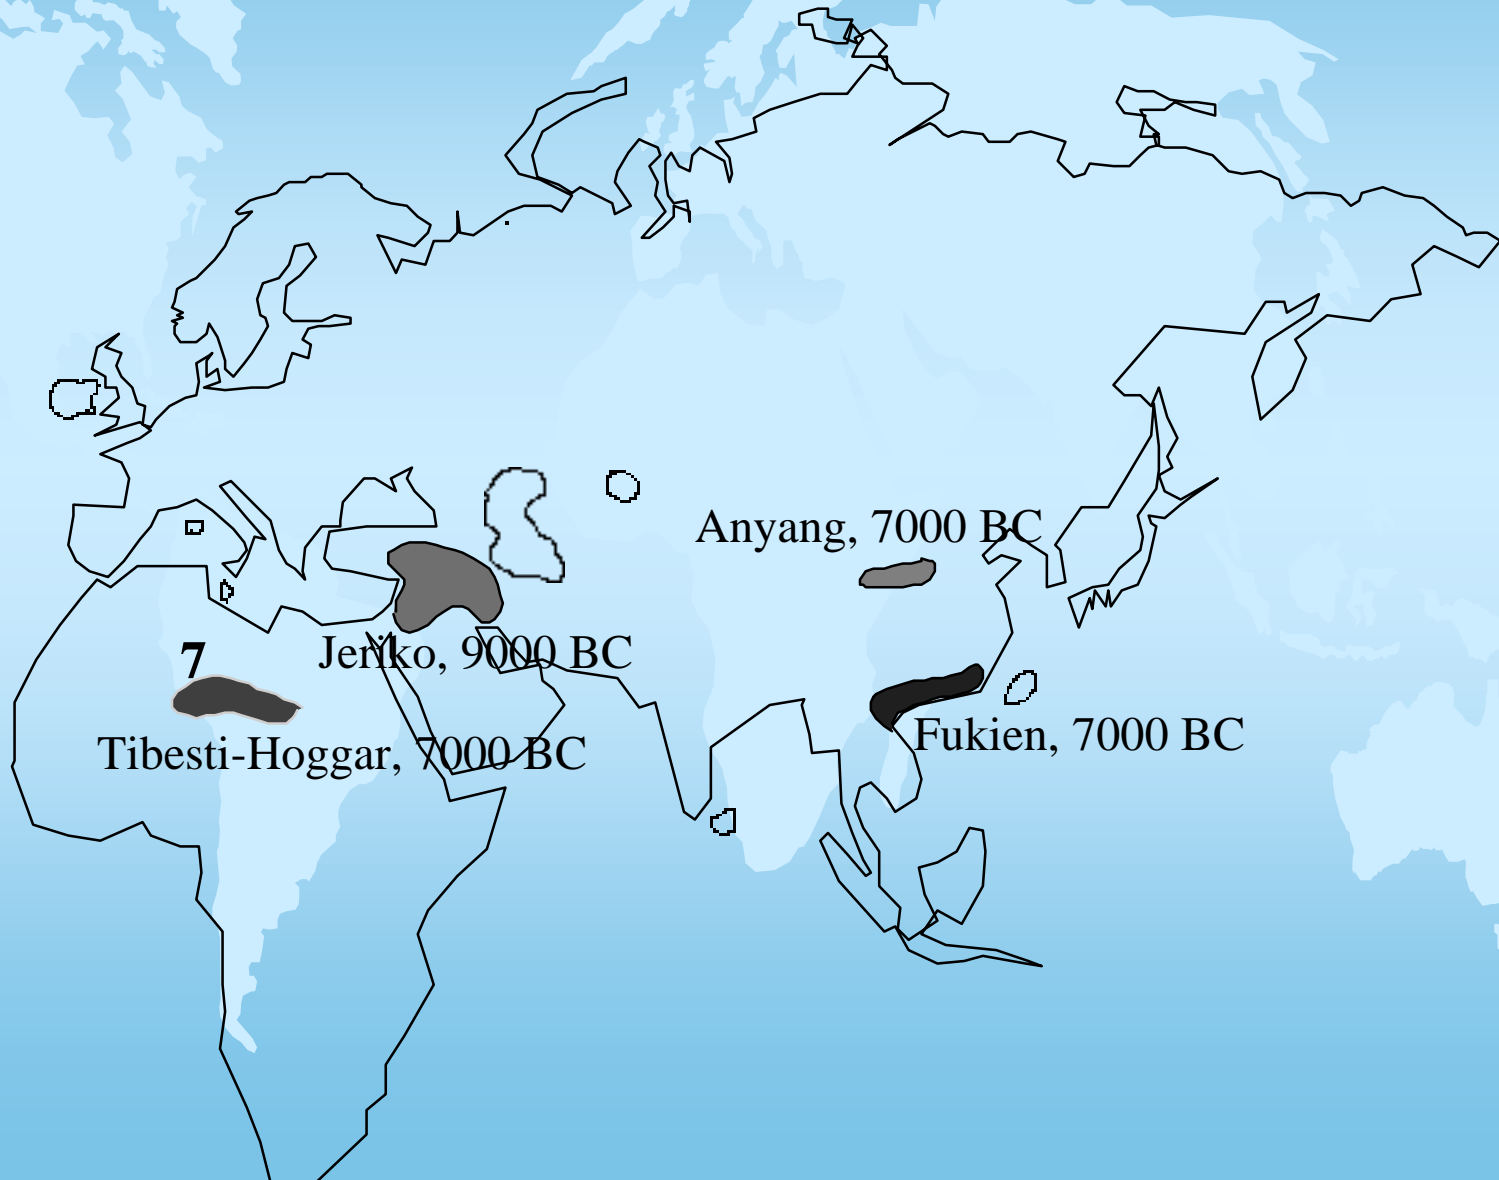 Anyang, 7000 BC
Jeriko, 9000 BC
7
Tibesti-Hoggar, 7000 BC
Fukien, 7000 BC